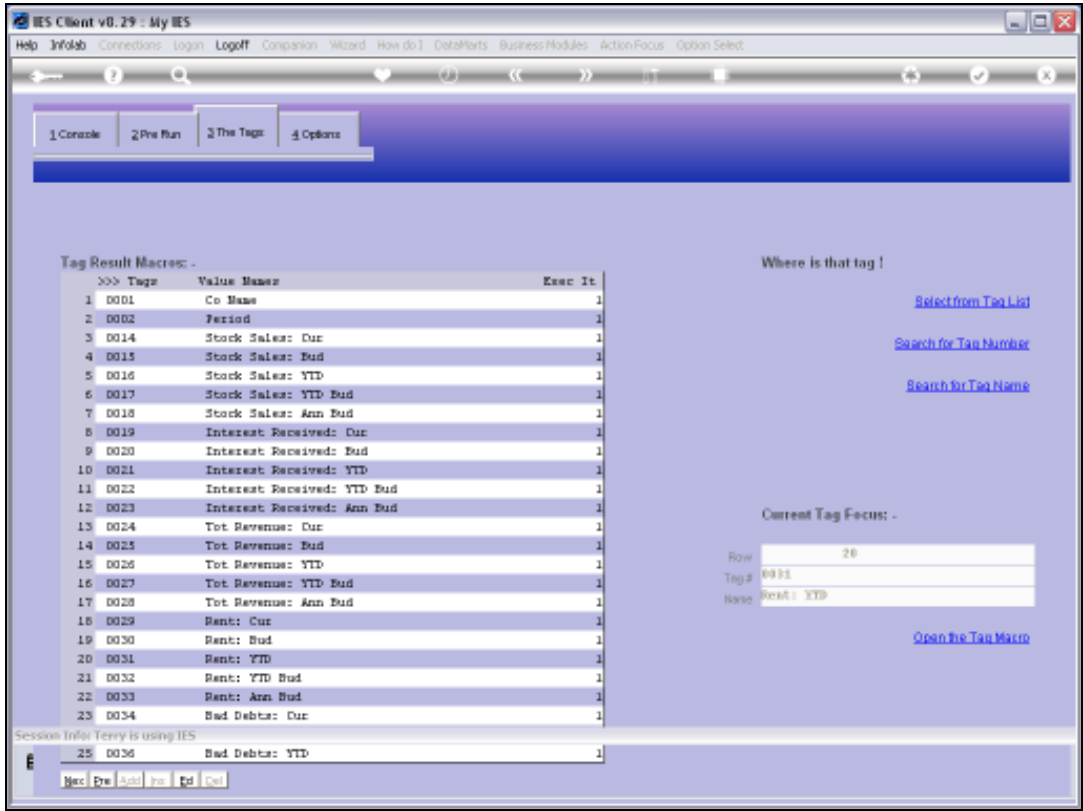 IES Client v8.29 : My IES
Help Infolab Connections Logon Logoff Companion Wizard How do I DataMarts Business Modules Action Focus Option Select
1 Console 2 Pre Run 3 The Tags 4 Options
Tag Result Macros: -
>>> Tags Value Names Exec It
1 0001 Co Name 1
2 0002 Period 1
3 0014 Stock Sales: Cur 1
4 0015 Stock Sales: Bud 1
5 0016 Stock Sales: YTD 1
6 0017 Stock Sales: YTD Bud 1
7 0018 Stock Sales: Ann Bud 1
8 0019 Interest Received: Cur 1
9 0020 Interest Received: Bud 1
10 0021 Interest Received: YTD 1
11 0022 Interest Received: YTD Bud 1
12 0023 Interest Received: Ann Bud 1
13 0024 Tot Revenue: Cur 1
14 0025 Tot Revenue: Bud 1
15 0026 Tot Revenue: YTD 1
16 0027 Tot Revenue: YTD Bud 1
17 0028 Tot Revenue: Ann Bud 1
18 0029 Rent: Cur 1
19 0030 Rent: Bud 1
20 0031 Rent: YTD 1
21 0032 Rent: YTD Bud 1
22 0033 Rent: Ann Bud 1
23 0034 Bad Debts: Cur 1
Session Info: Terry is using IES
25 0036 Bad Debts: YTD 1
Nex Pre Add Ins Ed Del
Where is that tag !
Select from Tag List
Search for Tag Number
Search for Tag Name
Current Tag Focus: -
Row 20
Tag # 0031
Name Rent: YTD
Open the Tag Macro